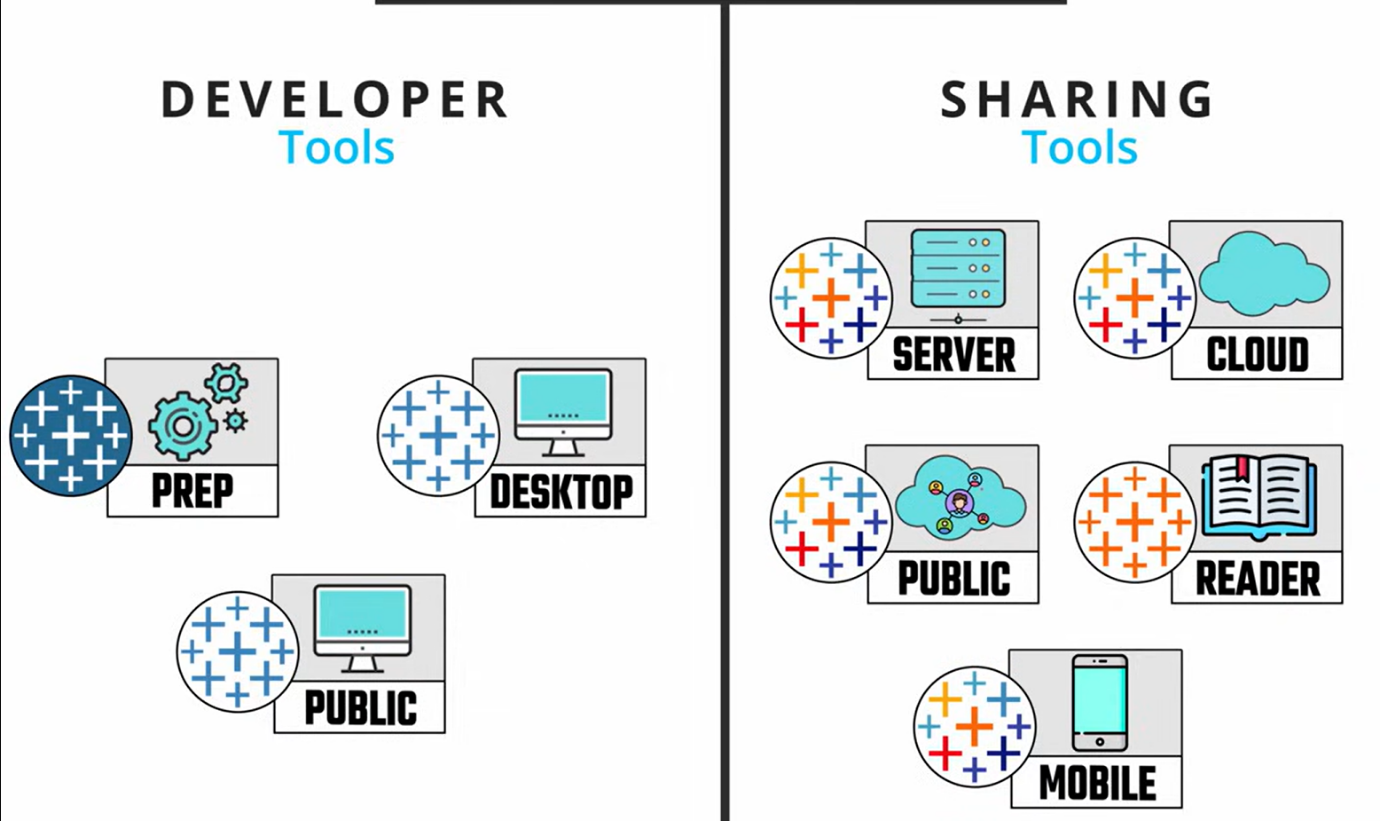 DEVELOPER
Tools
PREP
DESKTOP
PUBLIC
SHARING
Tools
SERVER
CLOUD
PUBLIC
READER
MOBILE